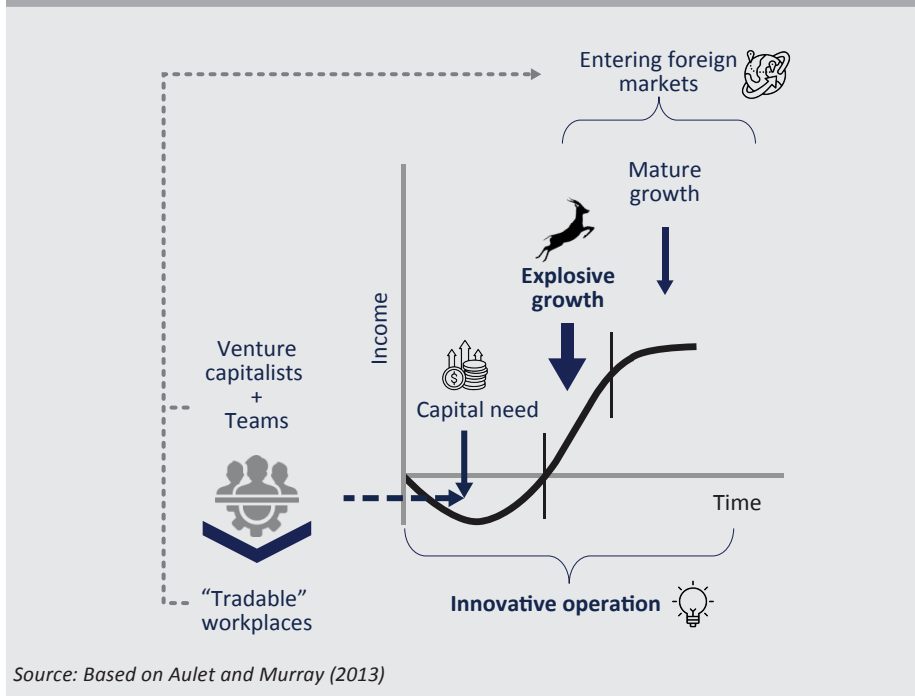 Entering foreign
markets
Mature
growth
Explosive
growth
Income
Venture
capitalists
+
Teams
$
Capital need
Time
"Tradable"
workplaces
Innovative operation
Source: Based on Aulet and Murray (2013)